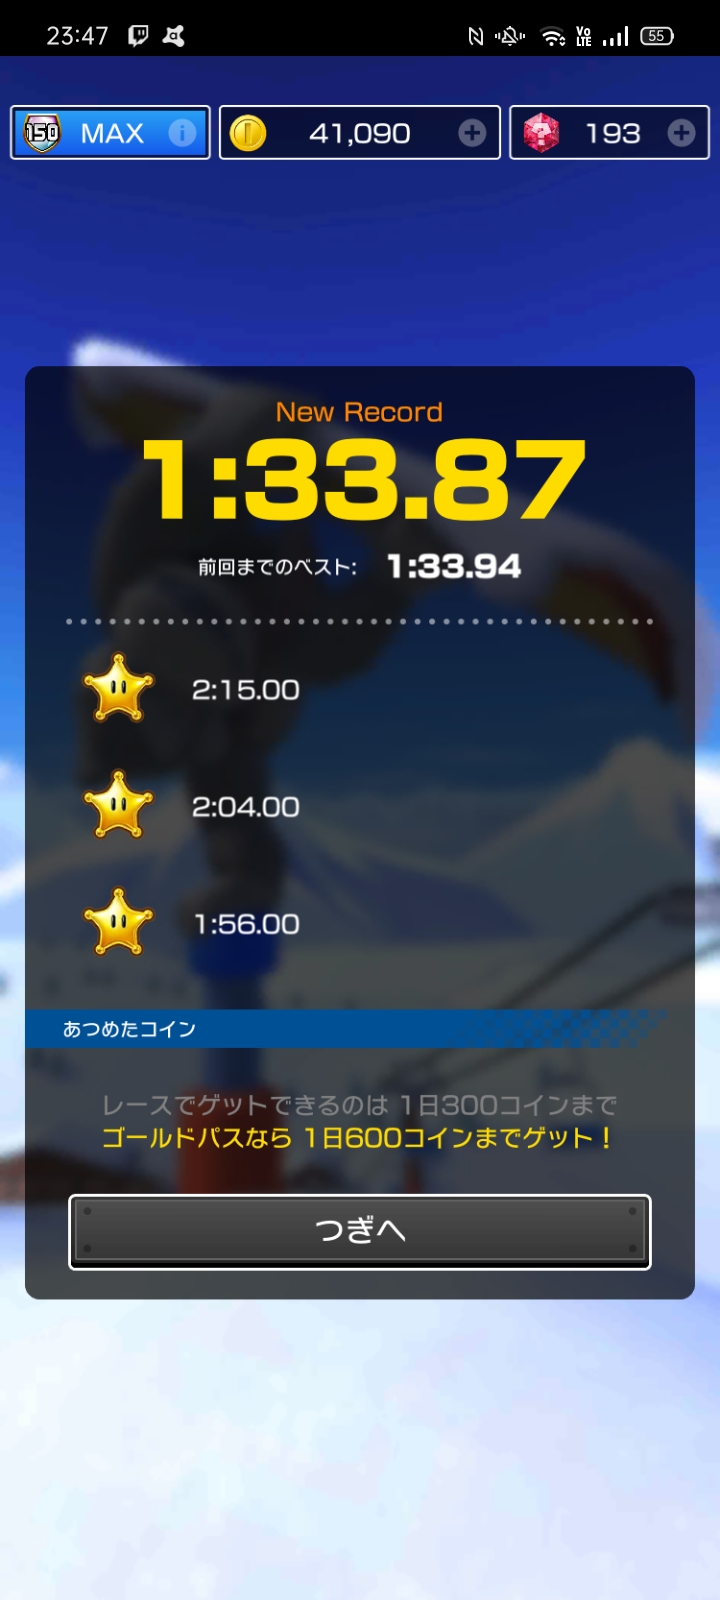 23:47
Vo
LTE
55
150 MAX i
41,090
193
New Record
1:33.87
前回までのベスト: 1:33.94
2:15.00
2:04.00
1:56.00
あつめたコイン
レースでゲットできるのは 1日300コインまで
ゴールドパスなら 1日600コインまでゲット！
つぎへ